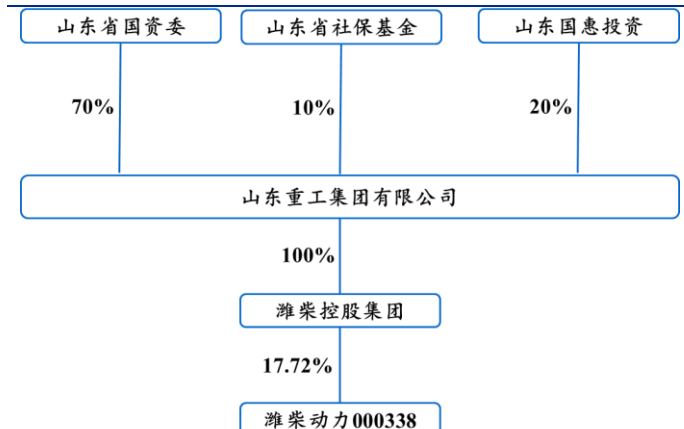 山东省国资委
山东省社保基金
山东国惠投资
70%
10%
20%
山东重工集团有限公司
100%
潍柴控股集团
17.72%
潍柴动力000338